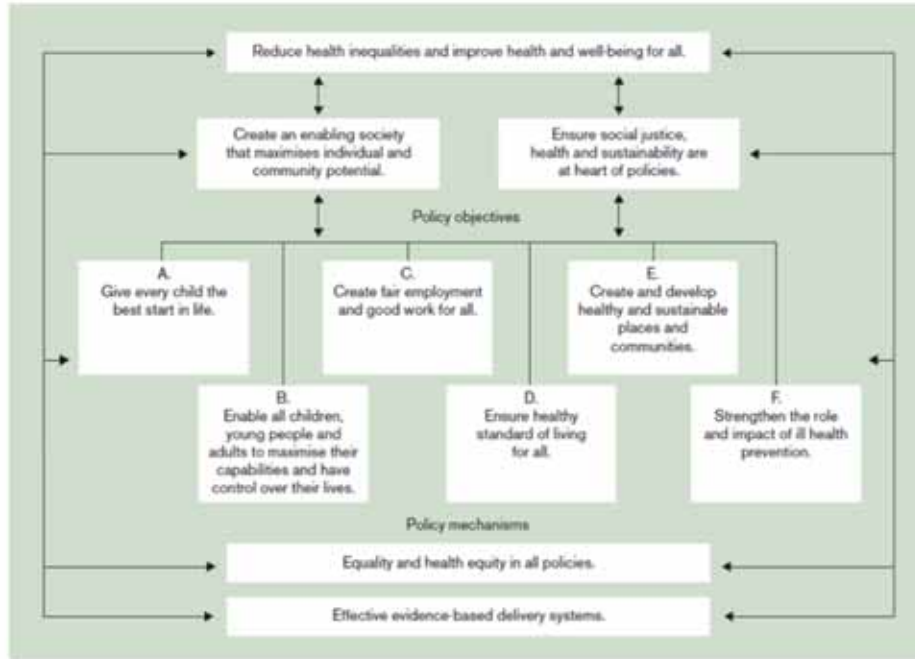 Reduce health inequalities and improve health and well-being for all.
Create an enabling society
that maximises individual and
community potential.
Ensure social justice,
health and sustainability are
at heart of policies.
Policy objectives
A.
Give every child the
best start in life.
C.
Create fair employment
and good work for all.
E.
Create and develop
healthy and sustainable
places and
communities.
B.
Enable all children,
young people and
adults to maximise their
capabilities and have
control over their lives.
D.
Ensure healthy
standard of living
for all.
F.
Strengthen the role
and impact of ill health
prevention.
Policy mechanisms
Equality and health equity in all policies.
Effective evidence-based delivery systems.